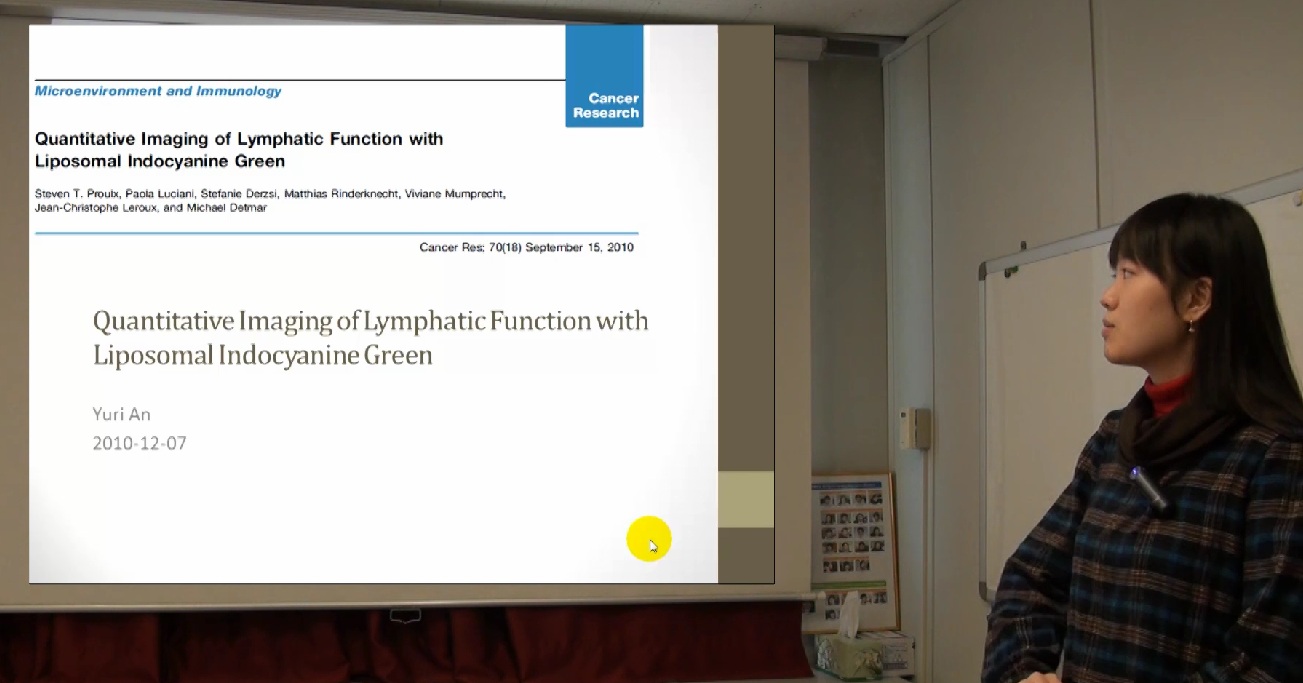 Microenvironment and Immunology
Cancer
Research
Quantitative Imaging of Lymphatic Function with
Liposomal Indocyanine Green
Steven T. Proulx, Paola Luciani, Stefanie Derzsi, Matthias Rinderknecht, Viviane Mumprecht,
Jean-Christophe Leroux, and Michael Detmar
Cancer Res; 70(18) September 15, 2010
Quantitative Imaging of Lymphatic Function with
Liposomal Indocyanine Green
Yuri An
2010-12-07